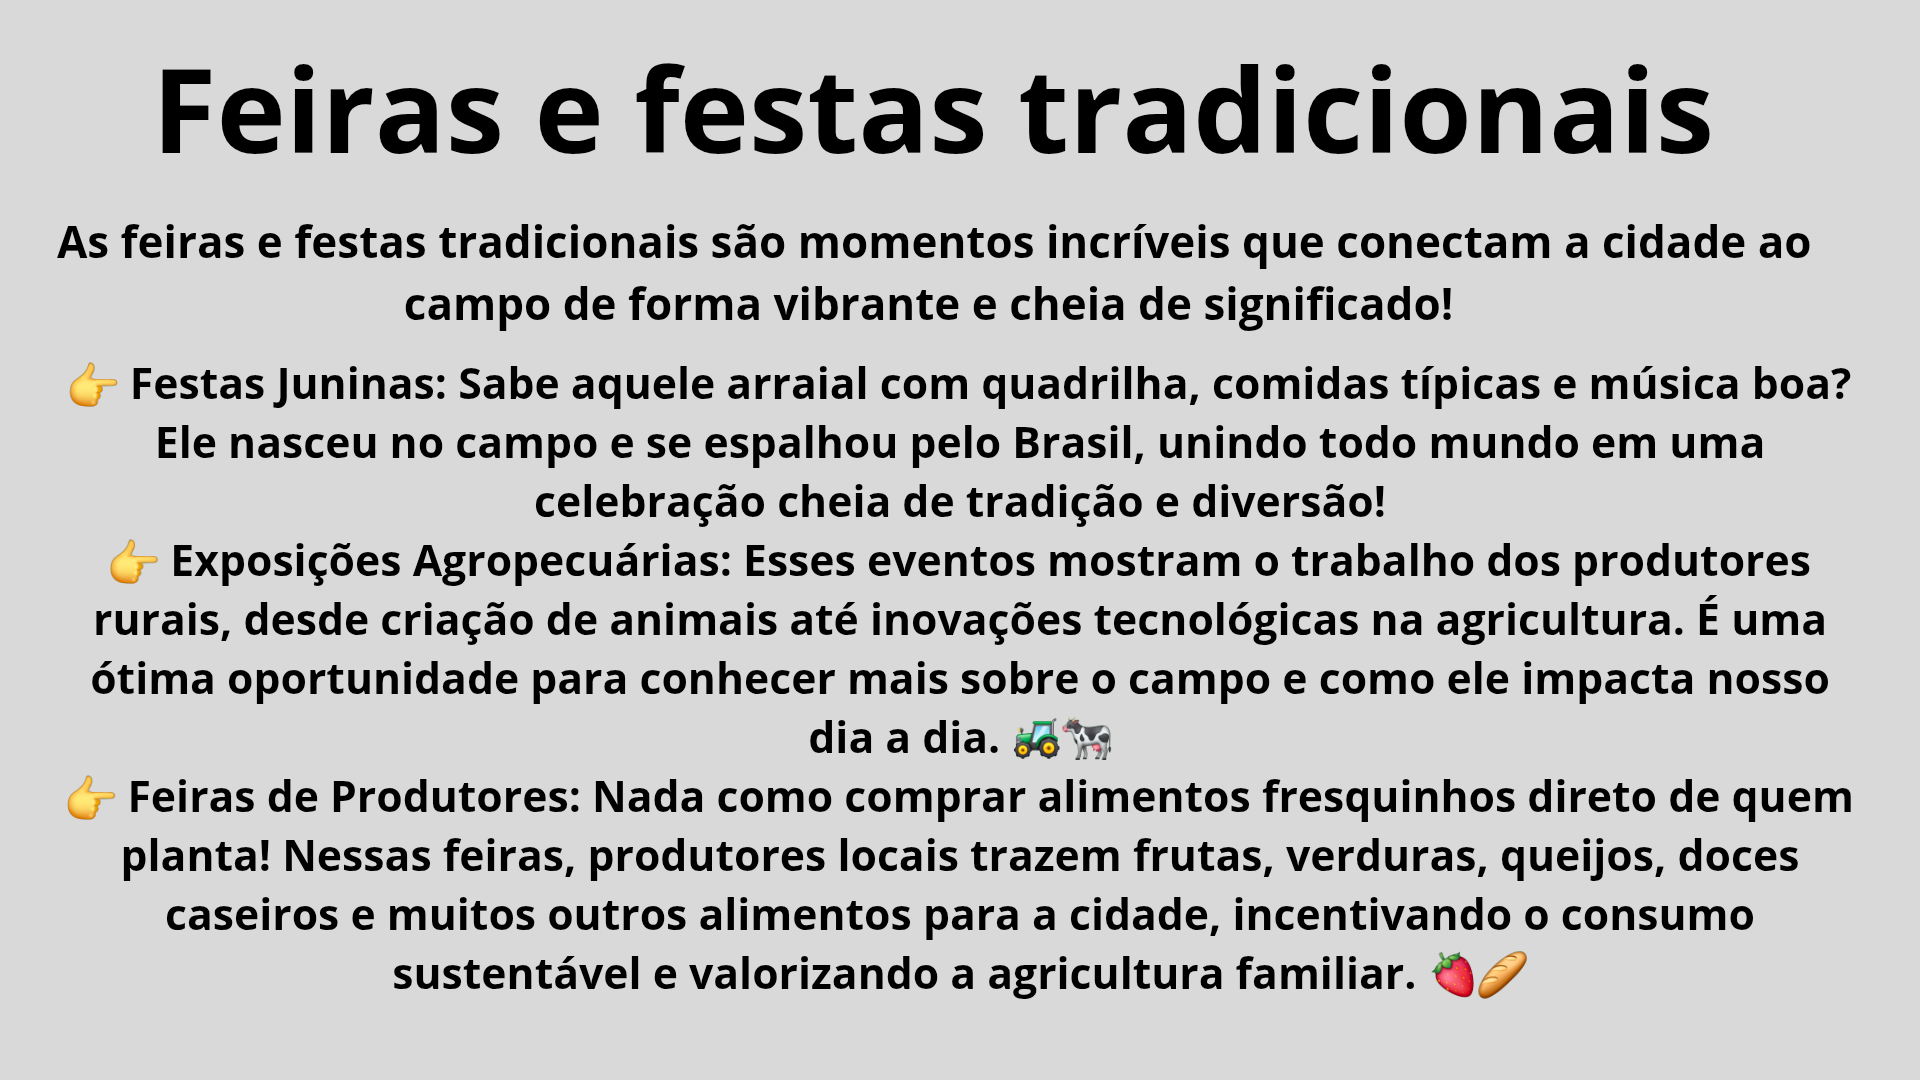 Feiras e festas tradicionais
As feiras e festas tradicionais são momentos incríveis que conectam a cidade ao
campo de forma vibrante e cheia de significado!
👉 Festas Juninas: Sabe aquele arraial com quadrilha, comidas típicas e música boa?
Ele nasceu no campo e se espalhou pelo Brasil, unindo todo mundo em uma
celebração cheia de tradição e diversão!
👉 Exposições Agropecuárias: Esses eventos mostram o trabalho dos produtores
rurais, desde criação de animais até inovações tecnológicas na agricultura. É uma
ótima oportunidade para conhecer mais sobre o campo e como ele impacta nosso
dia a dia. 🚜🐄
👉 Feiras de Produtores: Nada como comprar alimentos fresquinhos direto de quem
planta! Nessas feiras, produtores locais trazem frutas, verduras, queijos, doces
caseiros e muitos outros alimentos para a cidade, incentivando o consumo
sustentável e valorizando a agricultura familiar. 🍓🥖